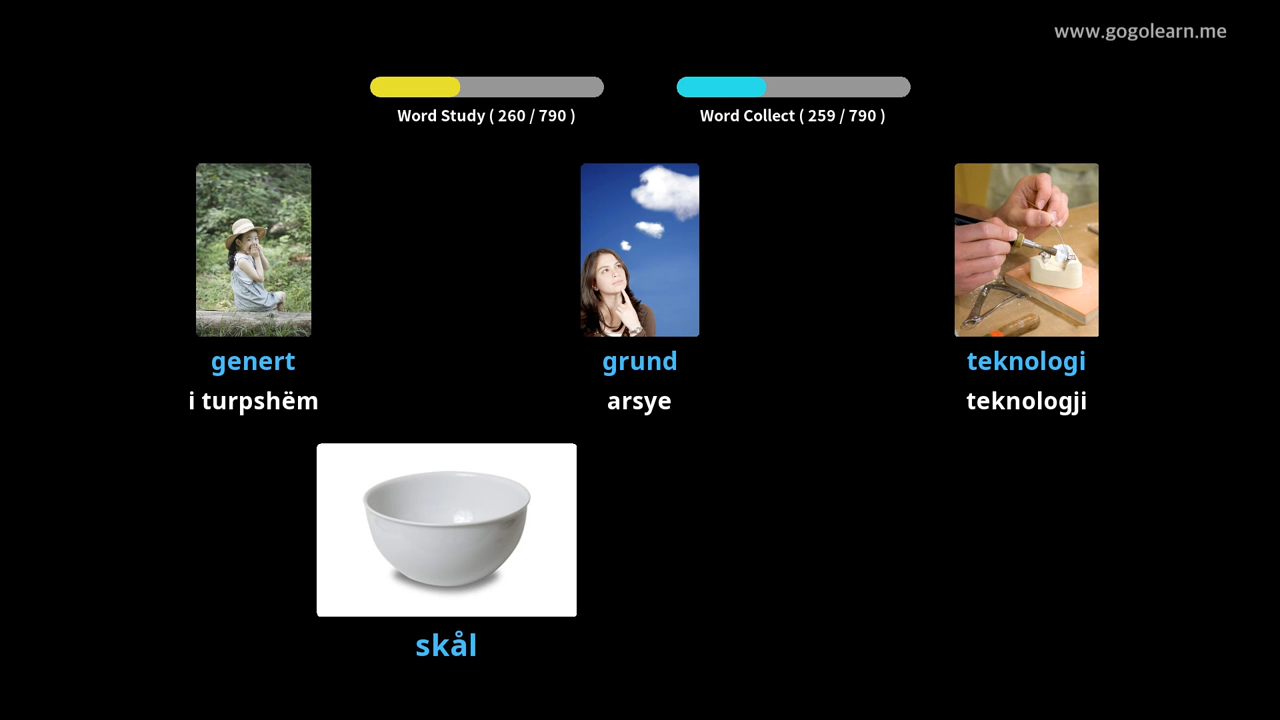 www.gogolearn.me
Word Study ( 260 / 790 )
Word Collect ( 259 / 790 )
genert
grund
teknologi
i turpshëm
arsye
teknologji
skål